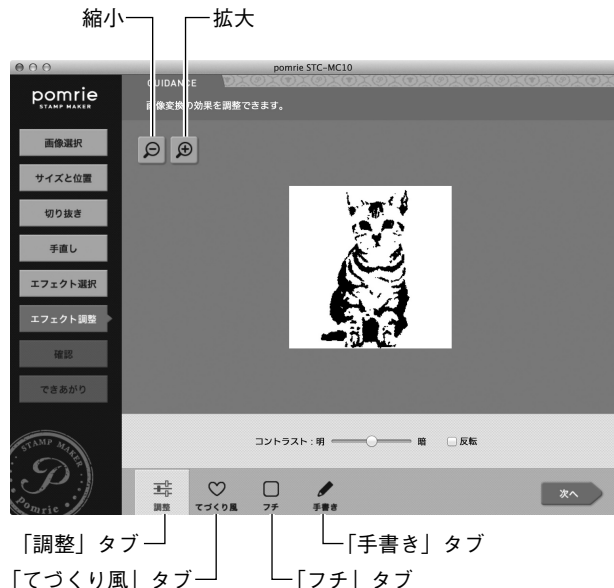 縮小
拡大
pomrie STC-MC10
GUIDANCE
画像変換の効果を調整できます。
pomrie
STAMP MAKER
画像選択
サイズと位置
切り抜き
手直し
エフェクト選択
エフェクト調整
確認
できあがり
STAMP MAKER
P
Pomrie
コントラスト：明
暗
反転
調整
てづくり風
フチ
手書き
次へ
「調整」タブ
「手書き」タブ
「てづくり風」タブ
「フチ」タブ